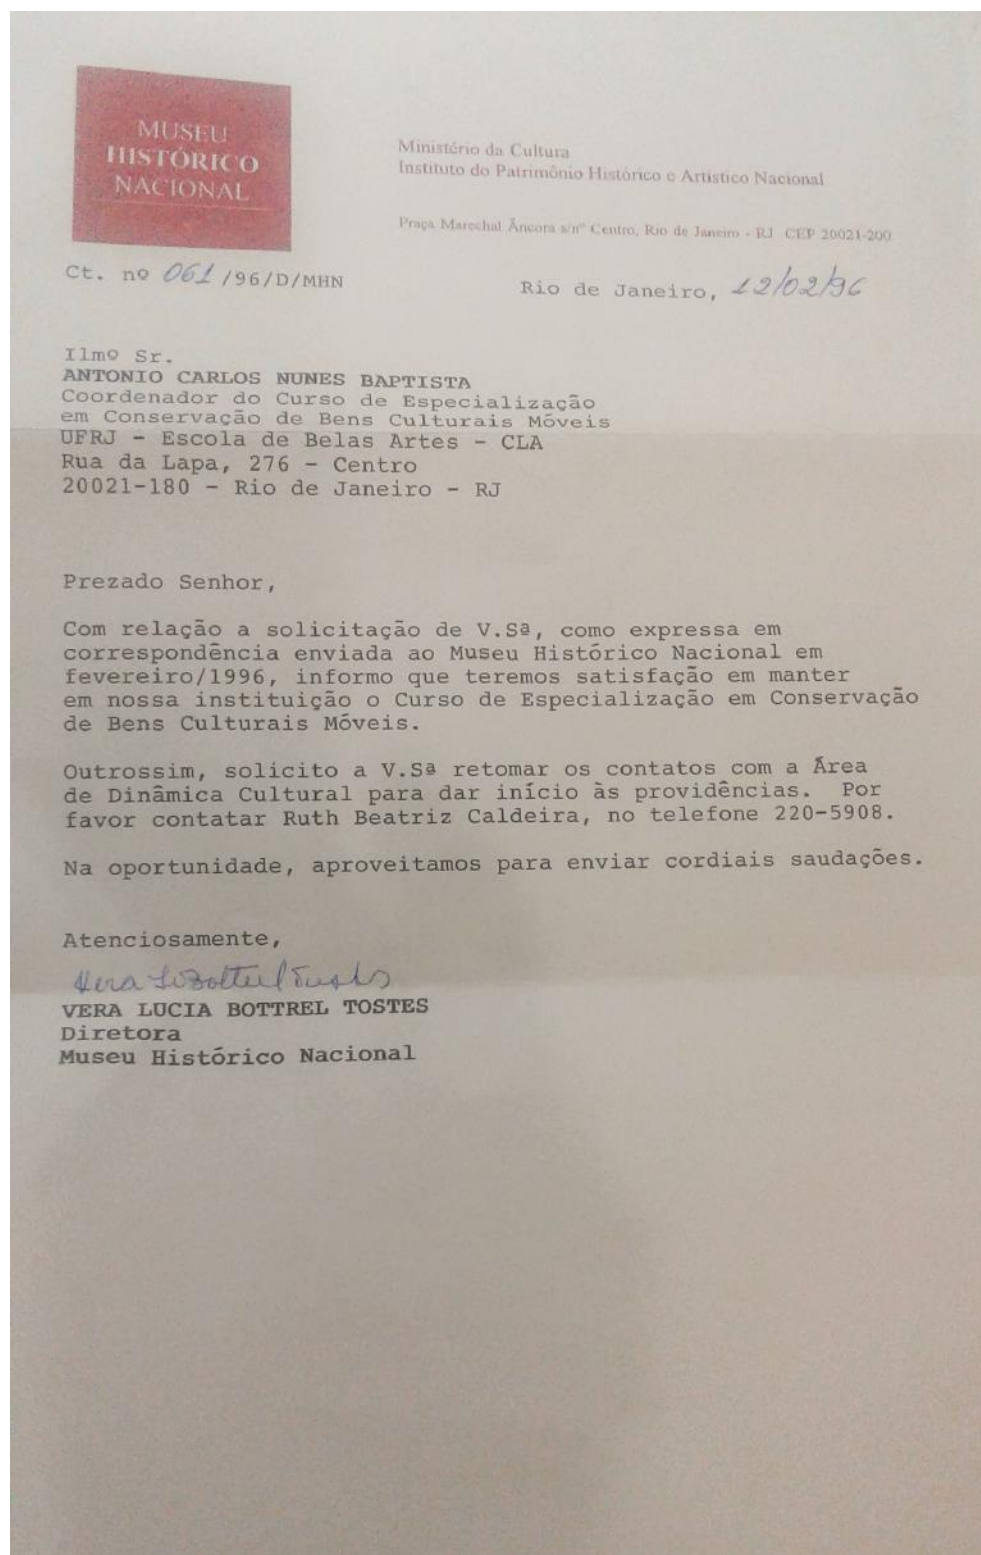 MUSEU
HISTÓRICO
NACIONAL
Ministério da Cultura
Instituto do Patrimônio Histórico e Artístico Nacional
Praça Marechal Âncora s/nº Centro, Rio de Janeiro - RJ CEP 20021-200
Ct. nº 061/96/D/MHN
Rio de Janeiro, 12/02/96
Ilmº Sr.
ANTONIO CARLOS NUNES BAPTISTA
Coordenador do Curso de Especialização
em Conservação de Bens Culturais Móveis
UFRJ - Escola de Belas Artes - CLA
Rua da Lapa, 276 - Centro
20021-180 - Rio de Janeiro - RJ
Prezado Senhor,
Com relação a solicitação de V.Sª, como expressa em
correspondência enviada ao Museu Histórico Nacional em
fevereiro/1996, informo que teremos satisfação em manter
em nossa instituição o Curso de Especialização em Conservação
de Bens Culturais Móveis.
Outrossim, solicito a V.Sª retomar os contatos com a Área
de Dinâmica Cultural para dar início às providências. Por
favor contatar Ruth Beatriz Caldeira, no telefone 220-5908.
Na oportunidade, aproveitamos para enviar cordiais saudações.
Atenciosamente,
Vera L Bottrel Tostes
VERA LUCIA BOTTREL TOSTES
Diretora
Museu Histórico Nacional